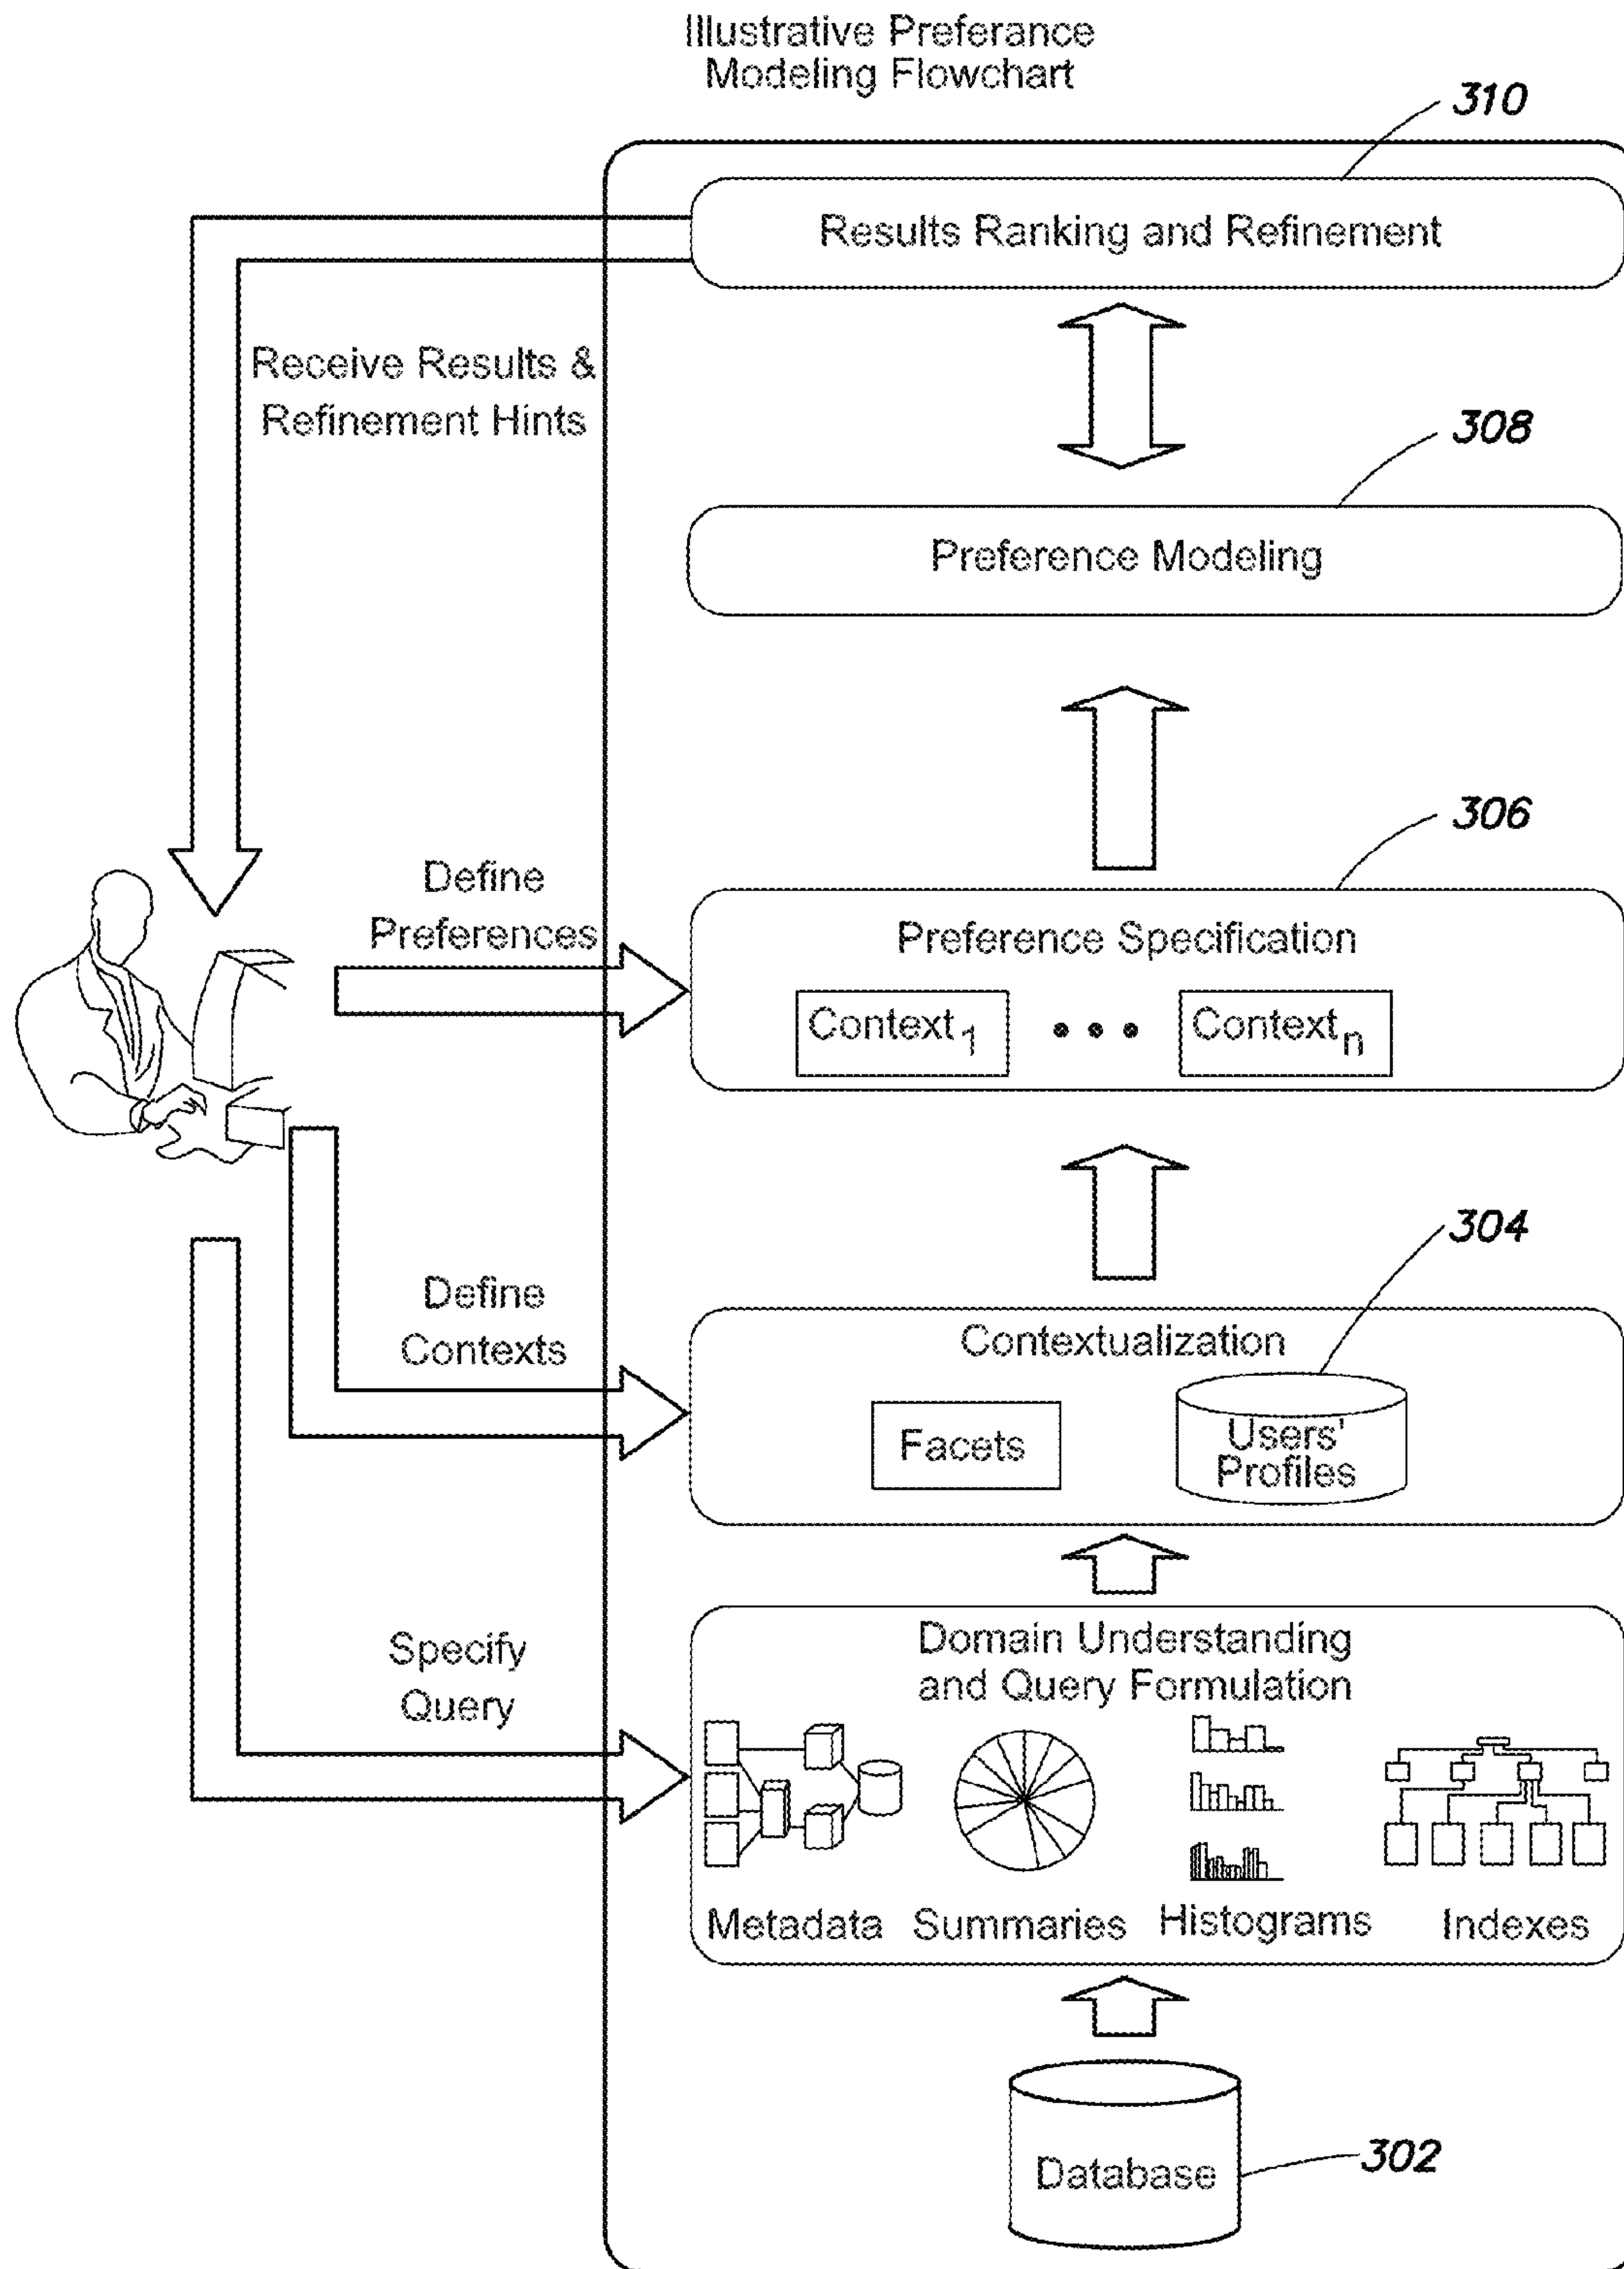 Illustrative Preferance
Modeling Flowchart
310
Results Ranking and Refinement
Receive Results &
Refinement Hints
308
Preference Modeling
306
Define
Preferences
Preference Specification
Context1 • • • Contextn
304
Define
Contexts
Contextualization
Facets
Users'
Profiles
Specify
Query
Domain Understanding
and Query Formulation
Metadata Summaries Histograms Indexes
Database
302